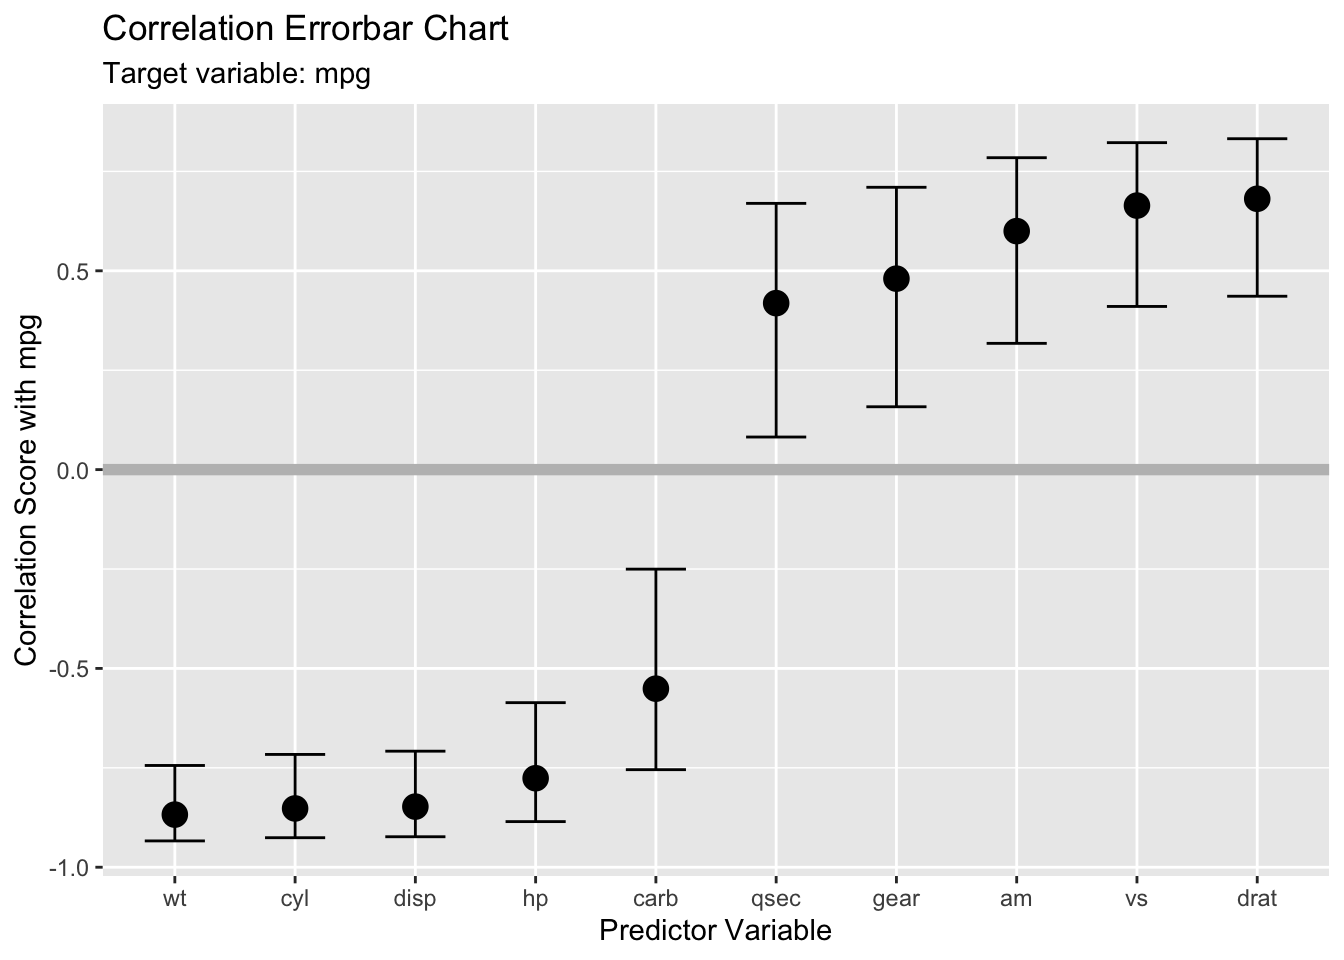 Correlation Errorbar Chart
Target variable: mpg
Correlation Score with mpg
0.5
0.0
-0.5
-1.0
wt cyl disp hp carb qsec gear am vs drat
Predictor Variable